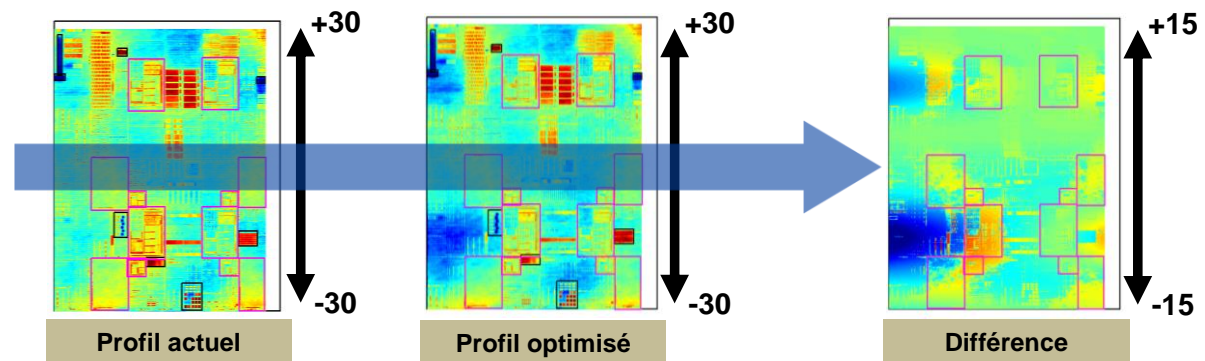 +30
-30
Profil actuel
+30
-30
Profil optimisé
+15
-15
Différence